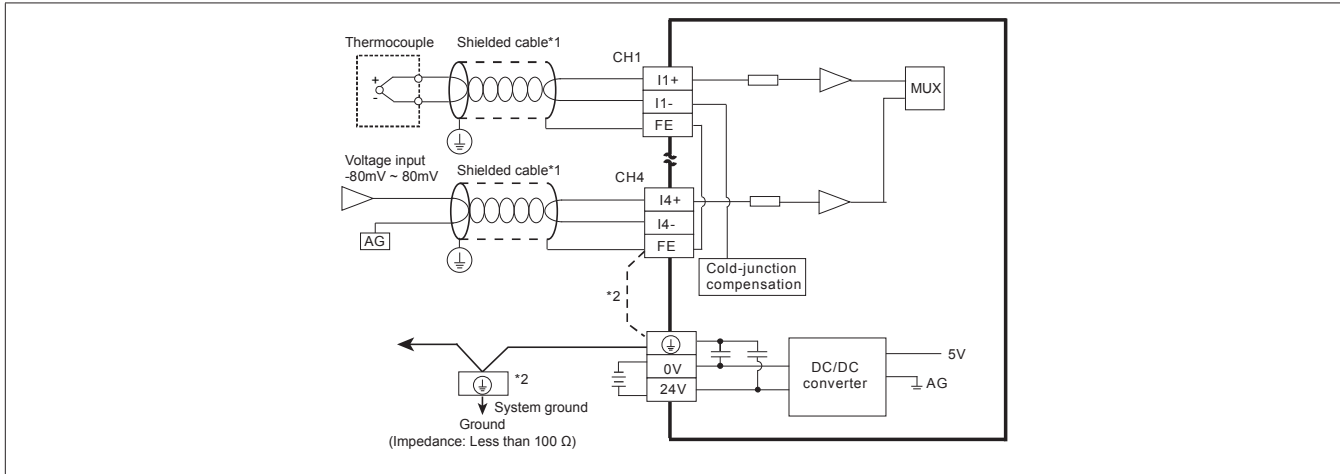 Thermocouple
Shielded cable*1
CH1
+
-
I1+
I1-
FE
MUX
Voltage input
-80mV ~ 80mV
Shielded cable*1
CH4
AG
I4+
I4-
FE
Cold-junction
compensation
*2
0V
24V
DC/DC
converter
5V
AG
*2
System ground
Ground
(Impedance: Less than 100 Ω)